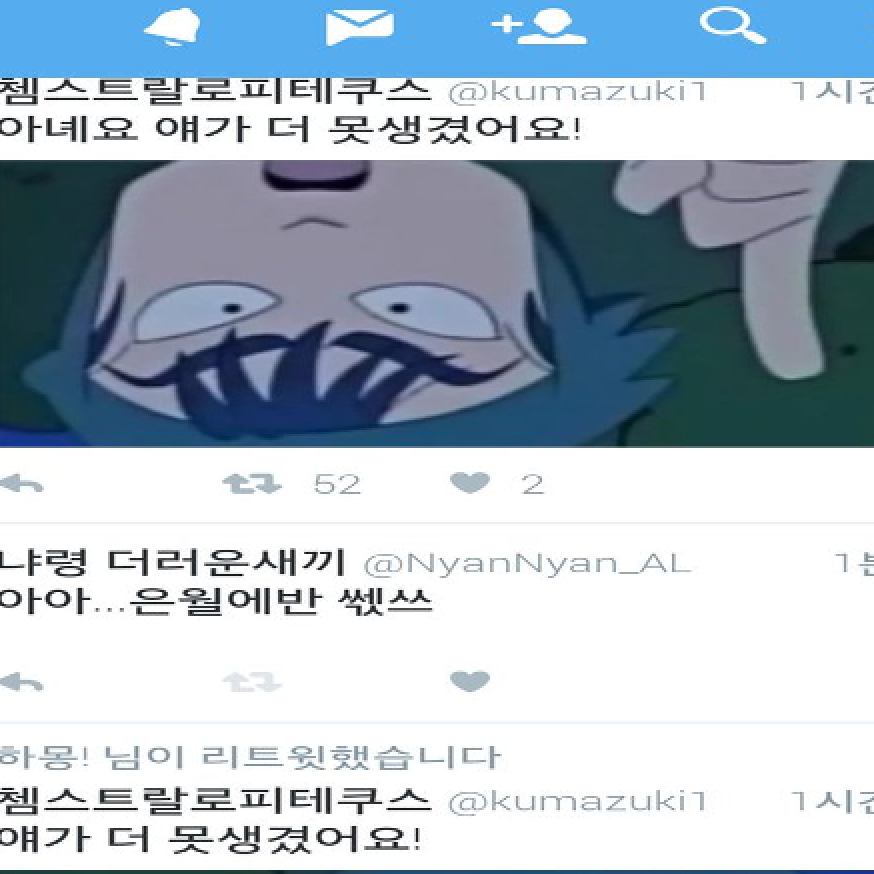 쳄스트랄로피테쿠스 @kumazuki1 1시간
아녜요 얘가 더 못생겼어요!
52 2
냐령 더러운새끼 @NyanNyan_AL 1분
아아...은월에반 쎘쓰
하몽! 님이 리트윗했습니다
쳄스트랄로피테쿠스 @kumazuki1 1시간
얘가 더 못생겼어요!